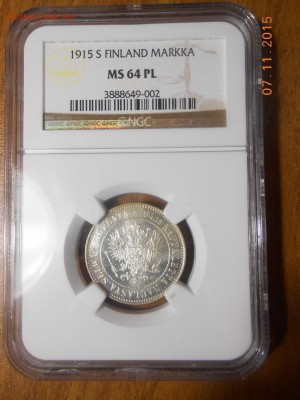 1915 S FINLAND MARKKA
MS 64 PL
3888649-002
NGC
07.11.2015